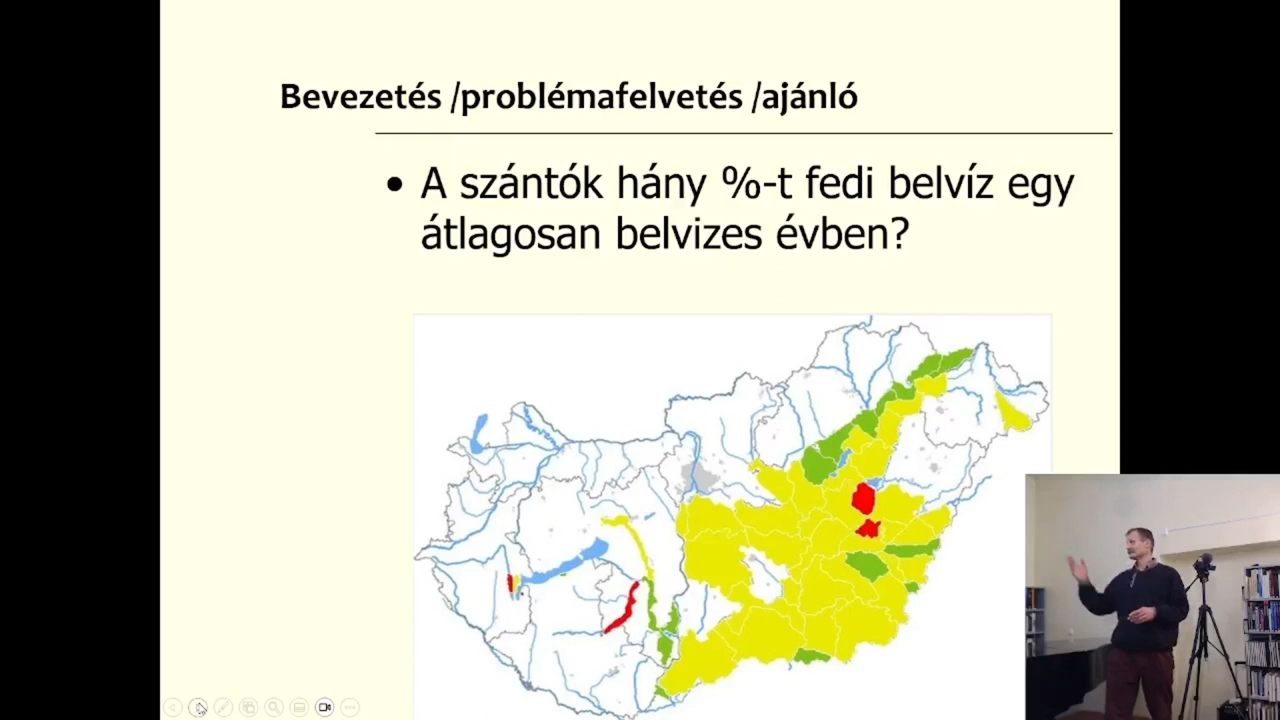 Bevezetés /problémafelvetés /ajánló
• A szántók hány %-t fedi belvíz egy
átlagosan belvizes évben?